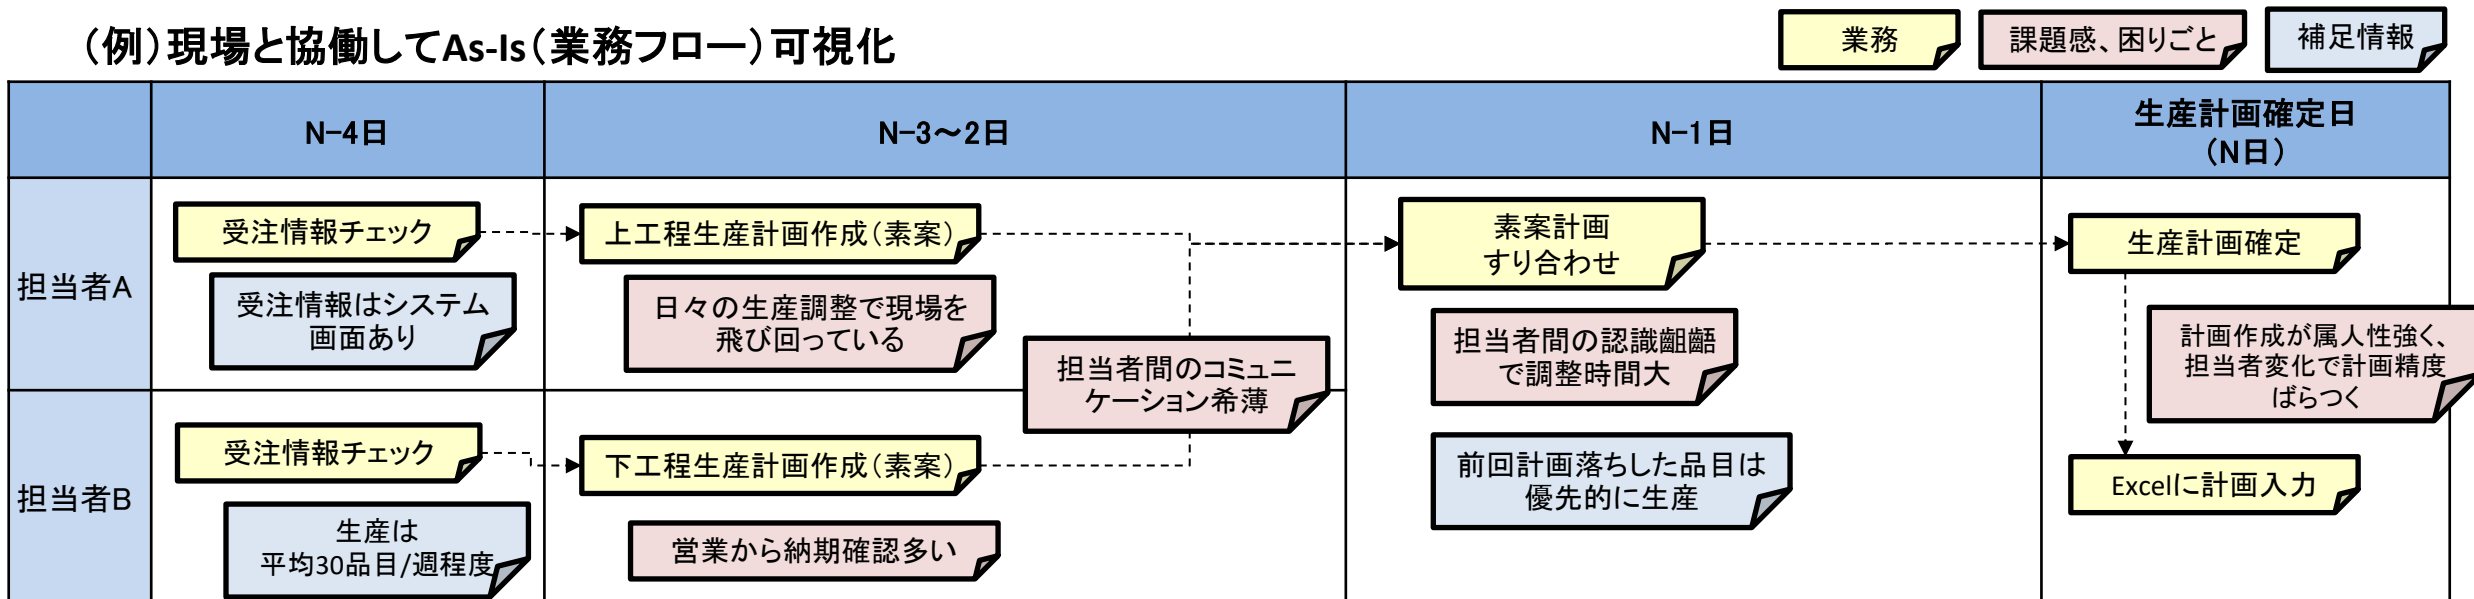 （例）現場と協働してAs-Is（業務フロー）可視化
業務
課題感、困りごと
補足情報
N-4日
N-3～2日
N-1日
生産計画確定日
（N日）
担当者A
受注情報チェック
受注情報はシステム
画面あり
上工程生産計画作成（素案）
日々の生産調整で現場を
飛び回っている
担当者間のコミュニ
ケーション希薄
素案計画
すり合わせ
担当者間の認識齟齬
で調整時間大
生産計画確定
計画作成が属人性強く、
担当者変化で計画精度
ばらつく
担当者B
受注情報チェック
生産は
平均30品目/週程度
下工程生産計画作成（素案）
営業から納期確認多い
前回計画落ちした品目は
優先的に生産
Excelに計画入力